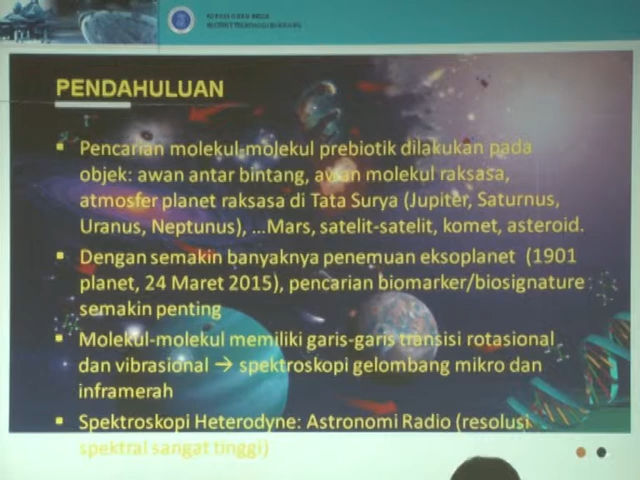 INSTITUT TEKNOLOGI BANDUNG
PENDAHULUAN
▪ Pencarian molekul-molekul prebiotik dilakukan pada
objek: awan antar bintang, awan molekul raksasa,
atmosfer planet raksasa di Tata Surya (Jupiter, Saturnus,
Uranus, Neptunus), ...Mars, satelit-satelit, komet, asteroid.
▪ Dengan semakin banyaknya penemuan eksoplanet (1901
planet, 24 Maret 2015), pencarian biomarker/biosignature
semakin penting
▪ Molekul-molekul memiliki garis-garis transisi rotasional
dan vibrasional → spektroskopi gelombang mikro dan
inframerah
▪ Spektroskopi Heterodyne: Astronomi Radio (resolusi
spektral sangat tinggi)